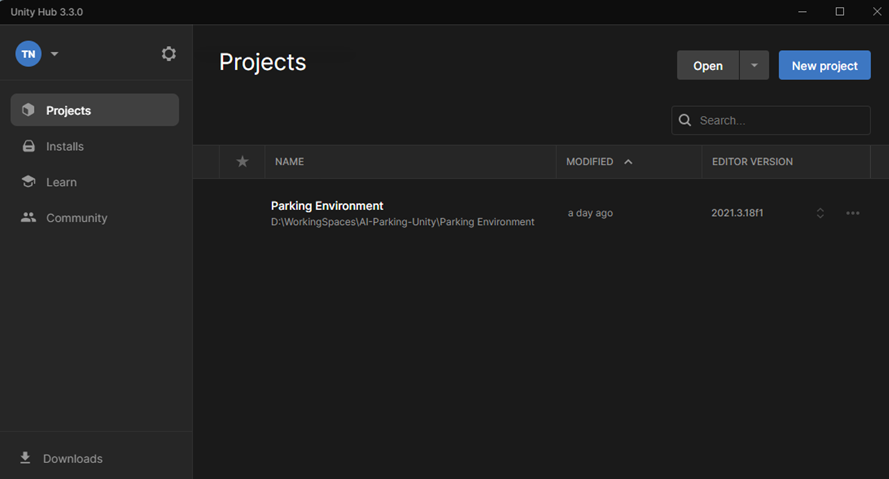 Unity Hub 3.3.0
TN
Projects
Installs
Learn
Community
Downloads
Projects
Open
New project
Search...
NAME MODIFIED EDITOR VERSION
Parking Environment
D:\WorkingSpaces\AI-Parking-Unity\Parking Environment
a day ago
2021.3.18f1